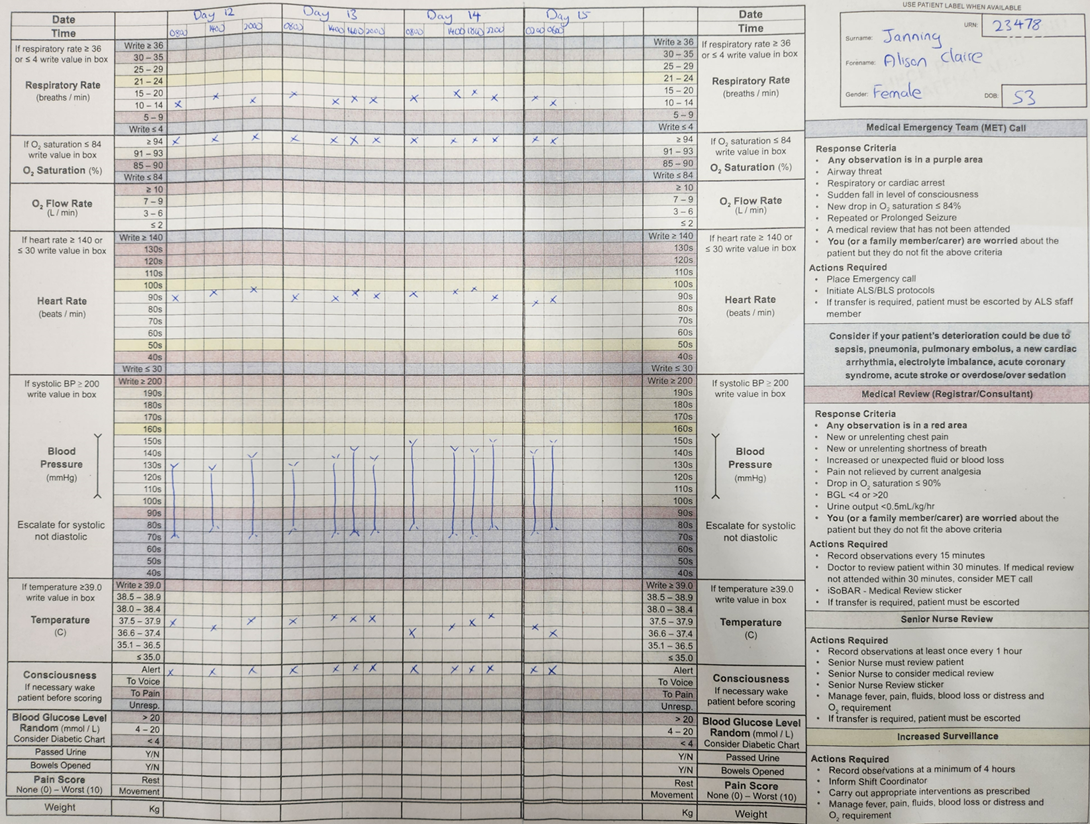 USE PATIENT LABEL WHEN AVAILABLE
Date Day 12 Day 13 Day 14 Day 15 Date
Time 0800 1400 2000 0800 1400 1600 2000 0800 1400 1800 2200 0200 0600 Time
URN: 23478
Surname: Janning
Forename: Alison Claire
Gender: Female DOB: 53
If respiratory rate ≥ 36
or ≤ 4 write value in box
Respiratory Rate
(breaths / min)
Write ≥ 36
30 – 35
25 – 29
21 – 24
15 – 20
10 – 14
5 – 9
Write ≤ 4
If O2 saturation ≤ 84
write value in box
O2 Saturation (%)
≥ 94
91 – 93
85 – 90
Write ≤ 84
O2 Flow Rate
(L / min)
≥ 10
7 – 9
3 – 6
≤ 2
If heart rate ≥ 140 or
≤ 30 write value in box
Heart Rate
(beats / min)
Write ≥ 140
130s
120s
110s
100s
90s
80s
70s
60s
50s
40s
Write ≤ 30
If systolic BP ≥ 200
write value in box
Blood
Pressure
(mmHg)
Escalate for systolic
not diastolic
Write ≥ 200
190s
180s
170s
160s
150s
140s
130s
120s
110s
100s
90s
80s
70s
60s
50s
40s
If temperature ≥39.0
write value in box
Temperature
(C)
Write ≥ 39.0
38.5 – 38.9
38.0 – 38.4
37.5 – 37.9
36.6 – 37.4
35.1 – 36.5
≤ 35.0
Consciousness
If necessary wake
patient before scoring
Alert
To Voice
To Pain
Unresp.
Blood Glucose Level
Random (mmol / L)
Consider Diabetic Chart
> 20
4 – 20
< 4
Passed Urine Y/N
Bowels Opened Y/N
Pain Score
None (0) – Worst (10)
Rest
Movement
Weight Kg
Write ≥ 36
30 – 35
25 – 29
21 – 24
15 – 20
10 – 14
5 – 9
Write ≤ 4
If respiratory rate ≥ 36
or ≤ 4 write value in box
Respiratory Rate
(breaths / min)
≥ 94
91 – 93
85 – 90
Write ≤ 84
If O2 saturation ≤ 84
write value in box
O2 Saturation (%)
≥ 10
7 – 9
3 – 6
≤ 2
O2 Flow Rate
(L / min)
Write ≥ 140
130s
120s
110s
100s
90s
80s
70s
60s
50s
40s
Write ≤ 30
If heart rate ≥ 140 or
≤ 30 write value in box
Heart Rate
(beats / min)
Write ≥ 200
190s
180s
170s
160s
150s
140s
130s
120s
110s
100s
90s
80s
70s
60s
50s
40s
If systolic BP ≥ 200
write value in box
Blood
Pressure
(mmHg)
Escalate for systolic
not diastolic
Write ≥ 39.0
38.5 – 38.9
38.0 – 38.4
37.5 – 37.9
36.6 – 37.4
35.1 – 36.5
≤ 35.0
If temperature ≥39.0
write value in box
Temperature
(C)
Alert
To Voice
To Pain
Unresp.
Consciousness
If necessary wake
patient before scoring
> 20
4 – 20
< 4
Blood Glucose Level
Random (mmol / L)
Consider Diabetic Chart
Y/N Passed Urine
Y/N Bowels Opened
Rest
Movement
Pain Score
None (0) – Worst (10)
Kg Weight
Medical Emergency Team (MET) Call
Response Criteria
• Any observation is in a purple area
• Airway threat
• Respiratory or cardiac arrest
• Sudden fall in level of consciousness
• New drop in O2 saturation ≤ 84%
• Repeated or Prolonged Seizure
• A medical review that has not been attended
• You (or a family member/carer) are worried about the
patient but they do not fit the above criteria
Actions Required
• Place Emergency call
• Initiate ALS/BLS protocols
• If transfer is required, patient must be escorted by ALS staff
member
Consider if your patient's deterioration could be due to
sepsis, pneumonia, pulmonary embolus, a new cardiac
arrhythmia, electrolyte imbalance, acute coronary
syndrome, acute stroke or overdose/over sedation
Medical Review (Registrar/Consultant)
Response Criteria
• Any observation is in a red area
• New or unrelenting chest pain
• New or unrelenting shortness of breath
• Increased or unexpected fluid or blood loss
• Pain not relieved by current analgesia
• Drop in O2 saturation ≤ 90%
• BGL <4 or >20
• Urine output <0.5mL/kg/hr
• You (or a family member/carer) are worried about the
patient but they do not fit the above criteria
Actions Required
• Record observations every 15 minutes
• Doctor to review patient within 30 minutes. If medical review
not attended within 30 minutes, consider MET call
• iSoBAR - Medical Review sticker
• If transfer is required, patient must be escorted
Senior Nurse Review
Actions Required
• Record observations at least once every 1 hour
• Senior Nurse must review patient
• Senior Nurse to consider medical review
• Senior Nurse Review sticker
• Manage fever, pain, fluids, blood loss or distress and
O2 requirement
• If transfer is required, patient must be escorted
Increased Surveillance
Actions Required
• Record observations at a minimum of 4 hours
• Inform Shift Coordinator
• Carry out appropriate interventions as prescribed
• Manage fever, pain, fluids, blood loss or distress and
O2 requirement